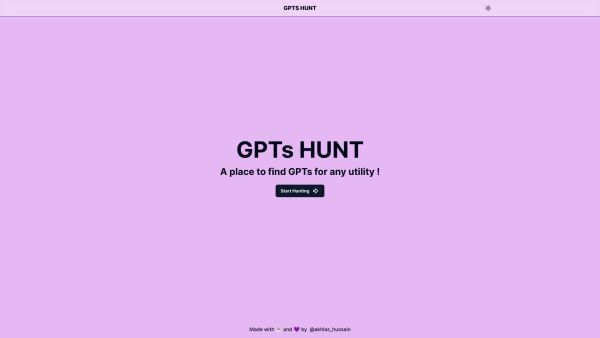 GPTS HUNT
GPTs HUNT
A place to find GPTs for any utility !
Start Hunting
Made with and 💜 by @akhlas_hussain